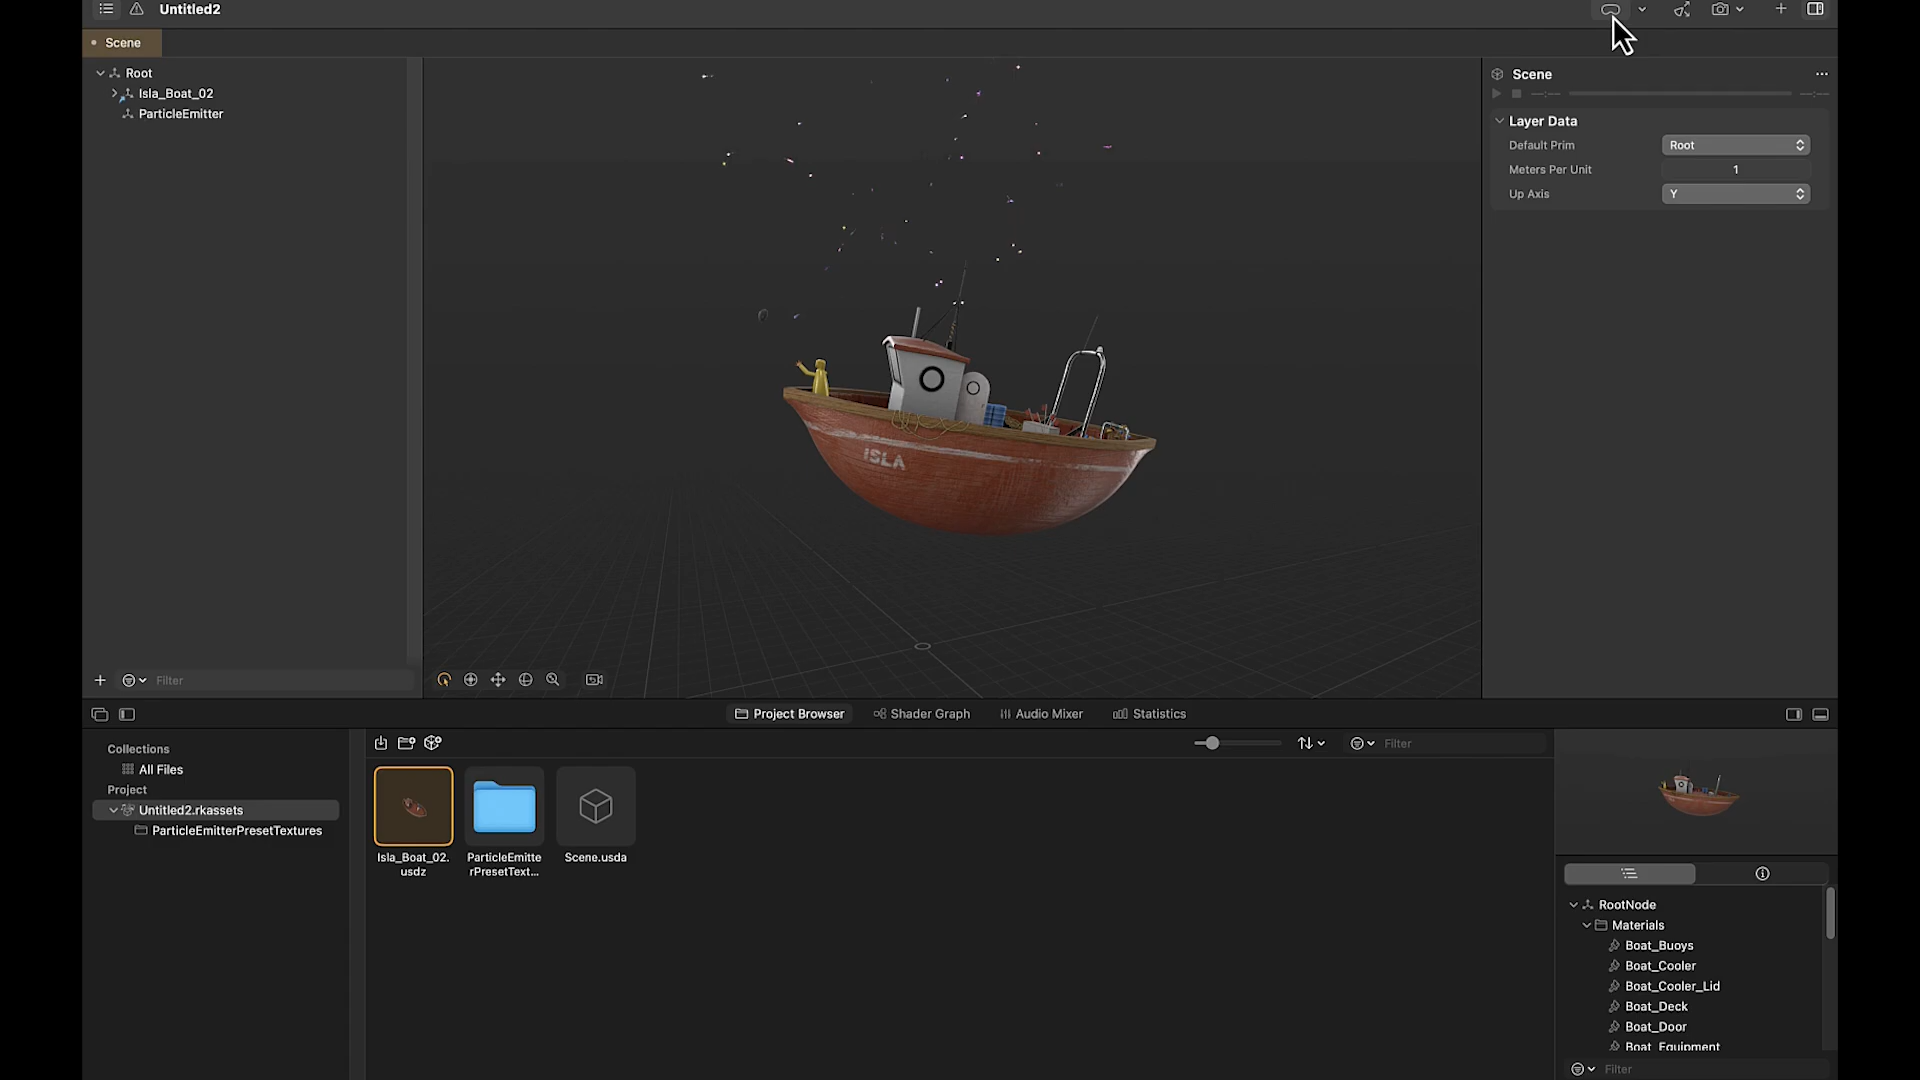 Untitled2
Scene
Root
Isla_Boat_02
ParticleEmitter
Filter
ISLA
Scene
Layer Data
Default Prim
Root
Meters Per Unit
1
Up Axis
Y
Project Browser
Shader Graph
Audio Mixer
Statistics
Collections
All Files
Project
Untitled2.rkassets
ParticleEmitterPresetTextures
Filter
Isla_Boat_02.
usdz
ParticleEmitte
rPresetText...
Scene.usda
RootNode
Materials
Boat_Buoys
Boat_Cooler
Boat_Cooler_Lid
Boat_Deck
Boat_Door
Boat_Equipment
Filter